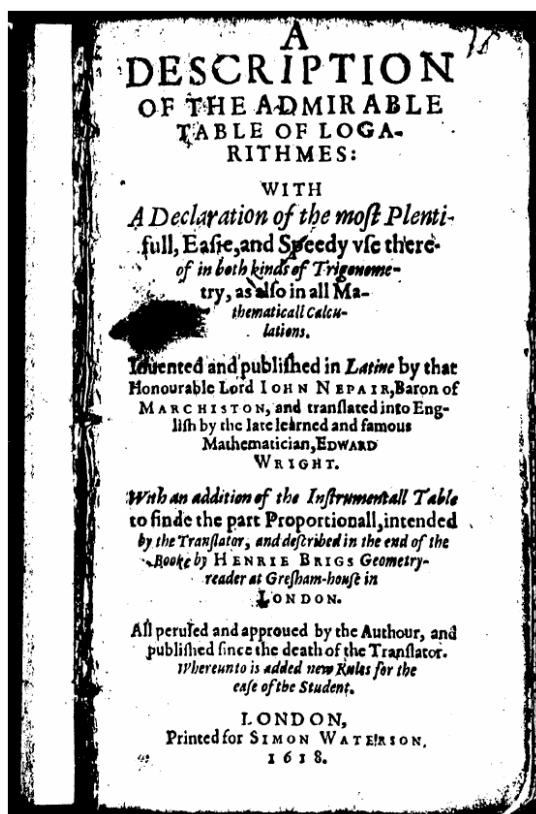 A
DESCRIPTION
OF THE ADMIRABLE
TABLE OF LOGA-
RITHMES:
WITH
A Declaration of the moſt Plenti-
full, Eaſie, and Speedy vſe there-
of in both kinds of Trigonome-
try, as alſo in all Ma-
thematicall Calcu-
lations.
Inuented and publiſhed in Latine by that
Honourable Lord IOHN NEPAIR, Baron of
MARCHISTON, and tranſlated into Eng-
liſh by the late learned and famous
Mathematician, EDWARD
WRIGHT.
With an addition of the Inſtrumentall Table
to finde the part Proportionall, intended
by the Tranſlator, and deſcribed in the end of the
Booke by HENRIE BRIGS Geometry-
reader at Greſham-houſe in
LONDON.
All peruſed and approued by the Authour, and
publiſhed ſince the death of the Tranſlator.
Whereunto is added new Rules for the
eaſe of the Student.
LONDON,
Printed for SIMON WATERSON.
1618.